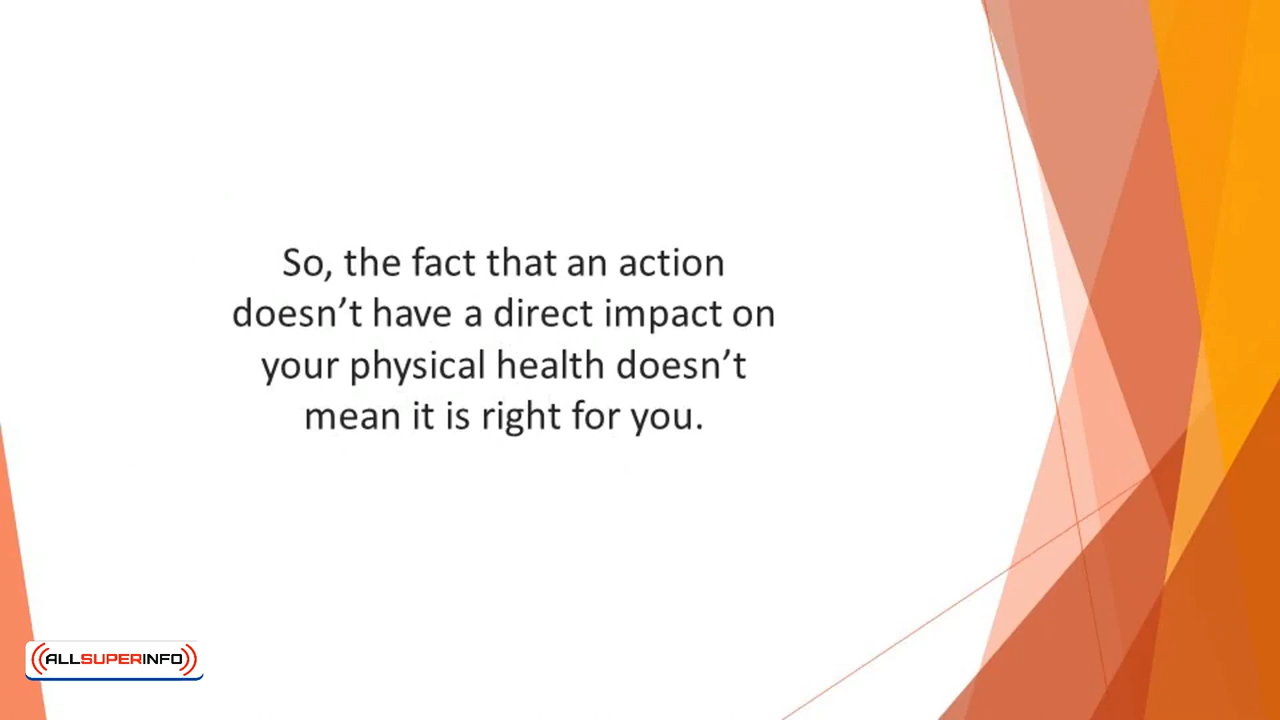 So, the fact that an action
doesn’t have a direct impact on
your physical health doesn’t
mean it is right for you.
ALLSUPERINFO